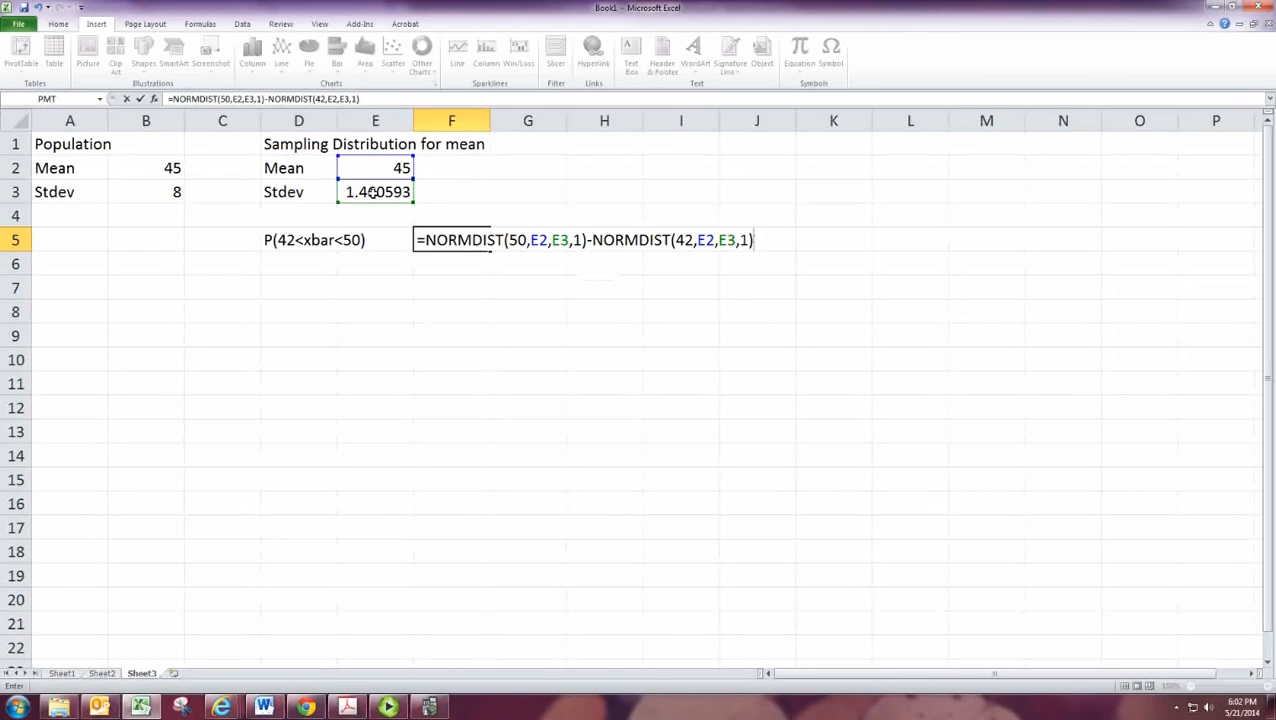 Book1 - Microsoft Excel
File Home Insert Page Layout Formulas Data Review View Add-Ins Acrobat
PivotTable Table Picture Clip Art Shapes SmartArt Screenshot Column Line Pie Bar Area Scatter Other Charts Line Column Win/Loss Slicer Hyperlink Text Box Header & Footer WordArt Signature Line Object Equation Symbol
Tables Illustrations Charts Sparklines Filter Links Text Symbols
PMT fx =NORMDIST(50,E2,E3,1)-NORMDIST(42,E2,E3,1)
A B C D E F G H I J K L M N O P
1 Population Sampling Distribution for mean
2 Mean 45 Mean 45
3 Stdev 8 Stdev
4
5 P(42<xbar<50) =NORMDIST(50,E2,E3,1)-NORMDIST(42,E2,E3,1)
6
7
8
9
10
11
12
13
14
15
16
17
18
19
20
21
22
Sheet1 Sheet2 Sheet3
Enter 160%
6:02 PM
5/21/2014